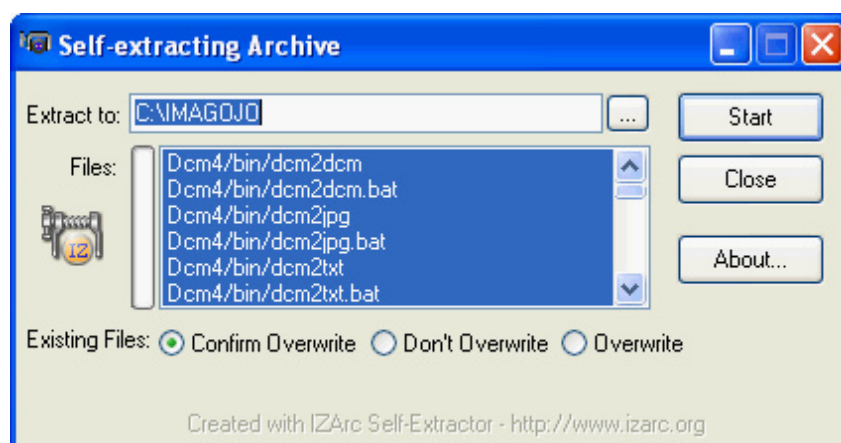 Self-extracting Archive
Extract to: C:\IMAGOJO ... Start
Files: Dcm4/bin/dcm2dcm
Dcm4/bin/dcm2dcm.bat Close
Dcm4/bin/dcm2jpg
Dcm4/bin/dcm2jpg.bat
Dcm4/bin/dcm2txt About...
Dcm4/bin/dcm2txt.bat
IZ
Existing Files: Confirm Overwrite Don't Overwrite Overwrite
Created with IZArc Self-Extractor - http://www.izarc.org